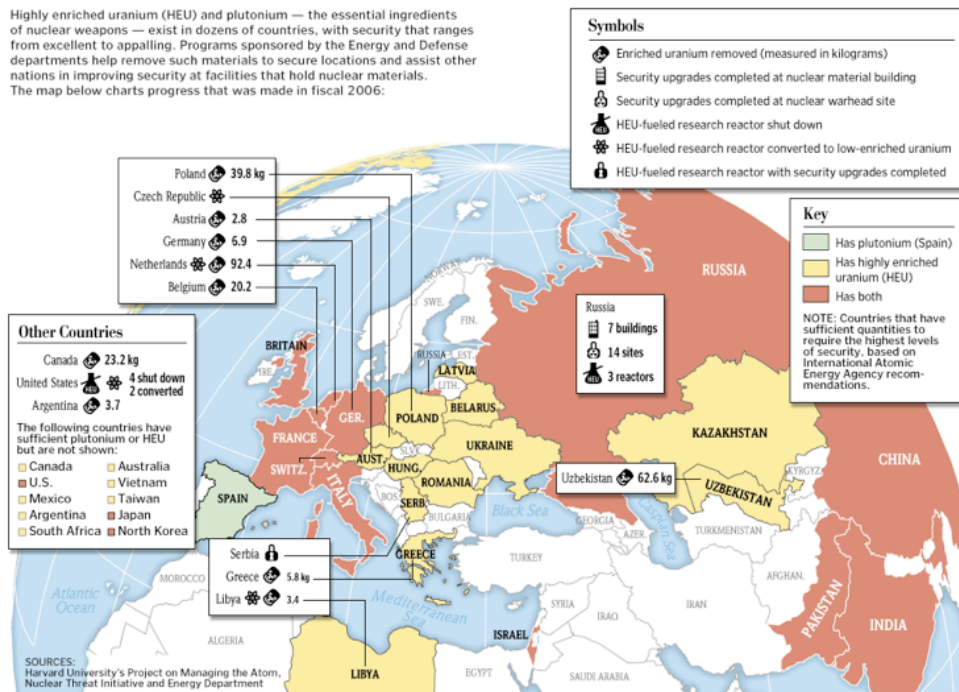 Highly enriched uranium (HEU) and plutonium — the essential ingredients
of nuclear weapons — exist in dozens of countries, with security that ranges
from excellent to appalling. Programs sponsored by the Energy and Defense
departments help remove such materials to secure locations and assist other
nations in improving security at facilities that hold nuclear materials.
The map below charts progress that was made in fiscal 2006:
Symbols
Enriched uranium removed (measured in kilograms)
Security upgrades completed at nuclear material building
Security upgrades completed at nuclear warhead site
HEU
HEU-fueled research reactor shut down
HEU-fueled research reactor converted to low-enriched uranium
HEU-fueled research reactor with security upgrades completed
Key
Has plutonium (Spain)
Has highly enriched
uranium (HEU)
Has both
NOTE: Countries that have
sufficient quantities to
require the highest levels
of security, based on
International Atomic
Energy Agency recom-
mendations.
Poland 39.8 kg
Czech Republic
Austria 2.8
Germany 6.9
Netherlands 92.4
Belgium 20.2
Other Countries
Canada 23.2 kg
United States HEU 4 shut down
2 converted
Argentina 3.7
The following countries have
sufficient plutonium or HEU
but are not shown:
Canada Australia
U.S. Vietnam
Mexico Taiwan
Argentina Japan
South Africa North Korea
Russia
7 buildings
14 sites
HEU 3 reactors
Uzbekistan 62.6 kg
Serbia
Greece 5.8 kg
Libya 3.4
NORWAY
SWE.
FIN.
RUSSIA
BRITAIN
IRE.
RUSSIA
EST.
LATVIA
LITH.
GER.
POLAND
BELARUS
FRANCE
SWITZ.
AUST.
SLVK.
HUNG.
UKRAINE
ROMANIA
ITALY
BOS.
SERB.
BULGARIA
SPAIN
GREECE
KAZAKHSTAN
UZBEKISTAN
KYRGYZ.
CHINA
Black Sea
Caspian Sea
GEORGIA
AZER.
TURKMENISTAN
TURKEY
AFGHAN.
PAKISTAN
INDIA
SYRIA
IRAQ
IRAN
ISRAEL
Mediterranean
Sea
Atlantic
Ocean
MOROCCO
ALGERIA
LIBYA
EGYPT
SAUDI ARABIA
SOURCES:
Harvard University's Project on Managing the Atom,
Nuclear Threat Initiative and Energy Department